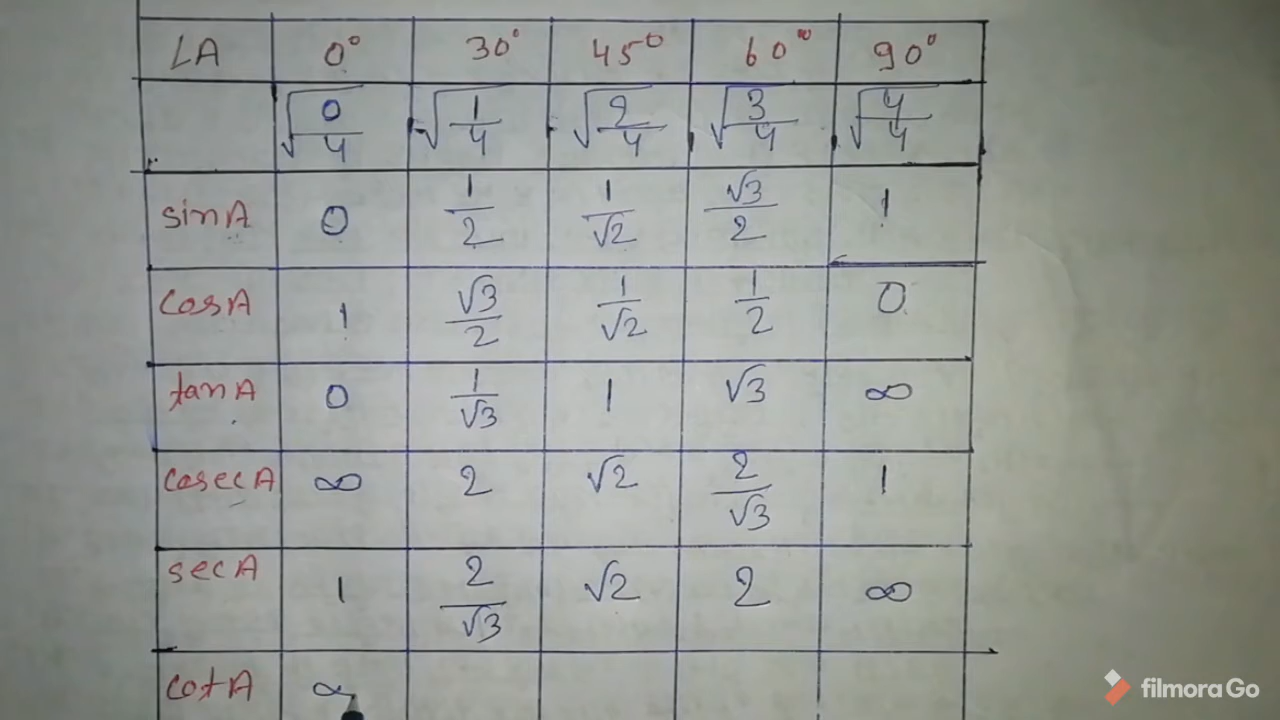 ∠A 0° 30° 45° 60° 90°
√0/4 √1/4 √2/4 √3/4 √4/4
sinA 0 1/2 1/√2 √3/2 1
CosA 1 √3/2 1/√2 1/2 0
tanA 0 1/√3 1 √3 ∞
CosecA ∞ 2 √2 2/√3 1
secA 1 2/√3 √2 2 ∞
CotA ∞
filmoraGo